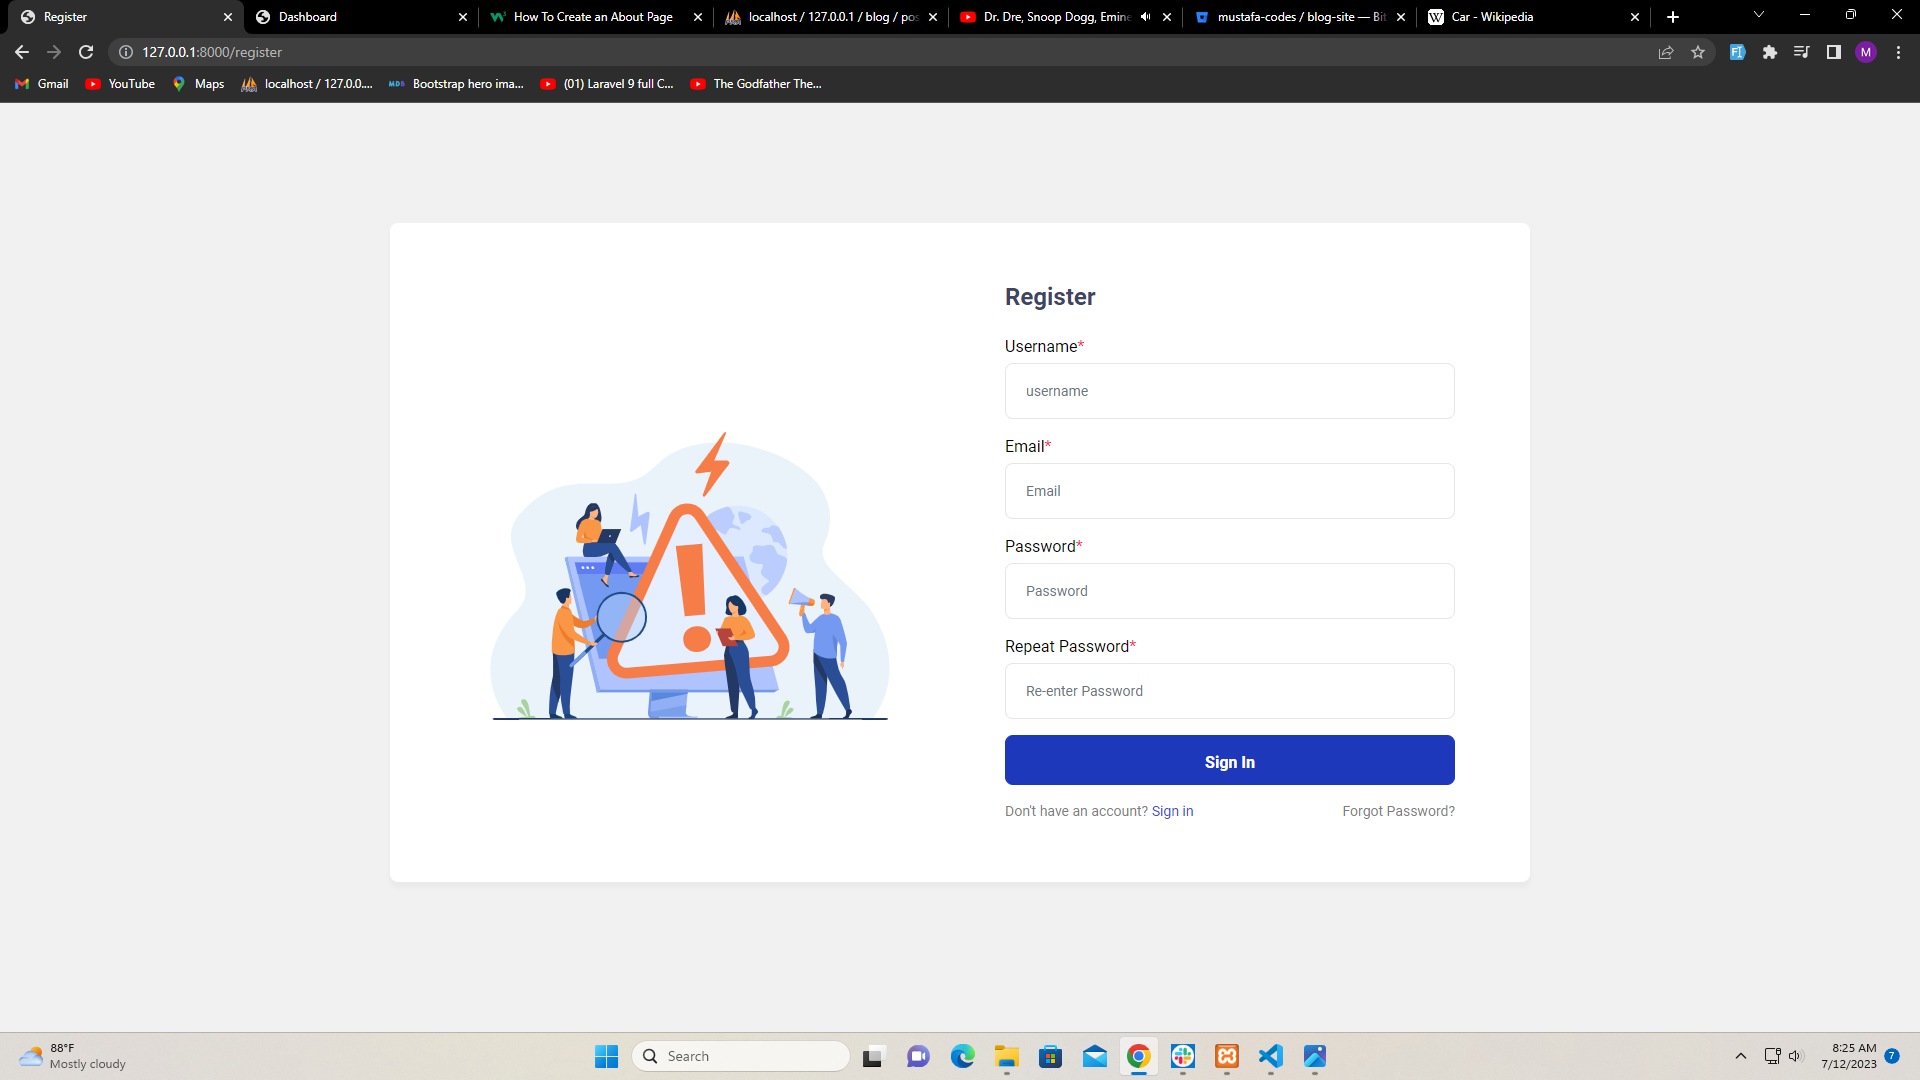 Register
Dashboard
How To Create an About Page
localhost / 127.0.0.1 / blog / pos
Dr. Dre, Snoop Dogg, Emine
mustafa-codes / blog-site — Bit
Car - Wikipedia
127.0.0.1:8000/register
M
Gmail
YouTube
Maps
localhost / 127.0.0....
MDB
Bootstrap hero ima...
(01) Laravel 9 full C...
The Godfather The...
Register
Username*
username
Email*
Email
Password*
Password
Repeat Password*
Re-enter Password
Sign In
Don't have an account? Sign in
Forgot Password?
88°F
Mostly cloudy
Search
8:25 AM
7/12/2023
7